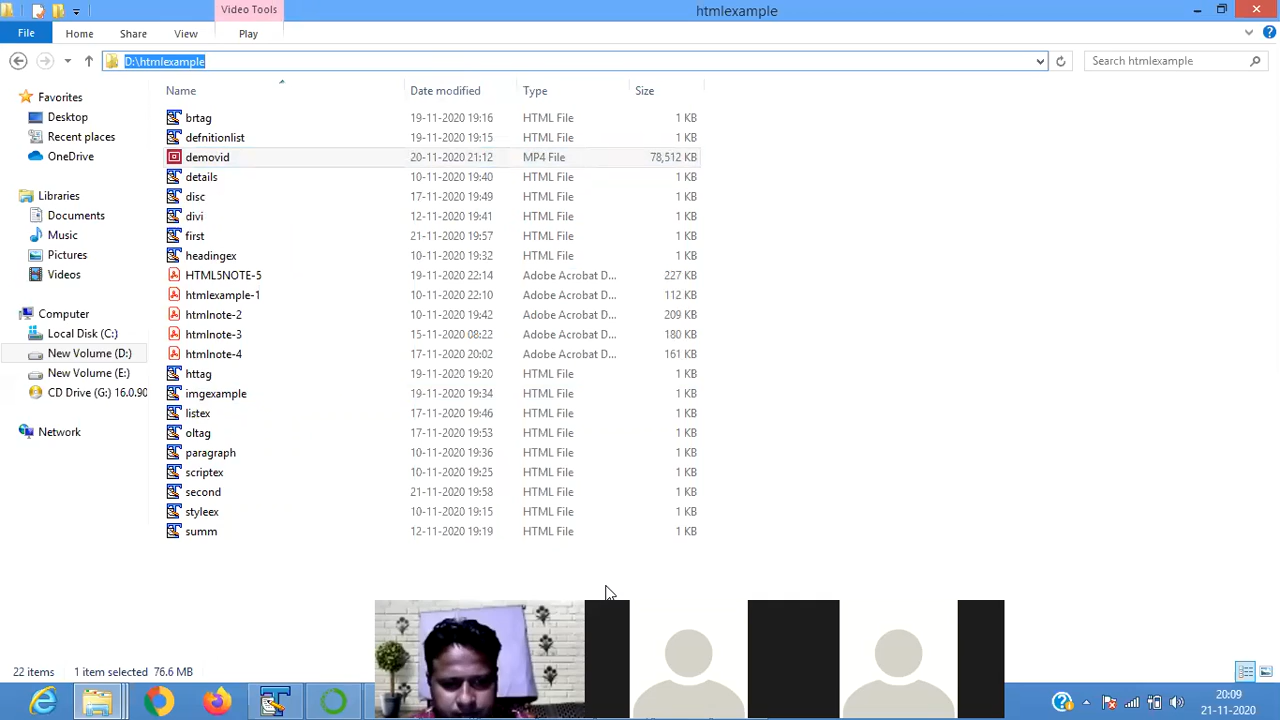 Video Tools
htmlexample
File Home Share View Play
D:\htmlexample
Search htmlexample
Name Date modified Type Size
Favorites
Desktop
Recent places
OneDrive
Libraries
Documents
Music
Pictures
Videos
Computer
Local Disk (C:)
New Volume (D:)
New Volume (E:)
CD Drive (G:) 16.0.90
Network
brtag 19-11-2020 19:16 HTML File 1 KB
defnitionlist 19-11-2020 19:15 HTML File 1 KB
demovid 20-11-2020 21:12 MP4 File 78,512 KB
details 10-11-2020 19:40 HTML File 1 KB
disc 17-11-2020 19:49 HTML File 1 KB
divi 12-11-2020 19:41 HTML File 1 KB
first 21-11-2020 19:57 HTML File 1 KB
headingex 10-11-2020 19:32 HTML File 1 KB
HTML5NOTE-5 19-11-2020 22:14 Adobe Acrobat D... 227 KB
htmlexample-1 10-11-2020 22:10 Adobe Acrobat D... 112 KB
htmlnote-2 10-11-2020 19:42 Adobe Acrobat D... 209 KB
htmlnote-3 15-11-2020 08:22 Adobe Acrobat D... 180 KB
htmlnote-4 17-11-2020 20:02 Adobe Acrobat D... 161 KB
httag 19-11-2020 19:20 HTML File 1 KB
imgexample 19-11-2020 19:34 HTML File 1 KB
listex 17-11-2020 19:46 HTML File 1 KB
oltag 17-11-2020 19:53 HTML File 1 KB
paragraph 10-11-2020 19:36 HTML File 1 KB
scriptex 10-11-2020 19:25 HTML File 1 KB
second 21-11-2020 19:58 HTML File 1 KB
styleex 10-11-2020 19:15 HTML File 1 KB
summ 12-11-2020 19:19 HTML File 1 KB
22 items 1 item selected 76.6 MB
20:09
21-11-2020